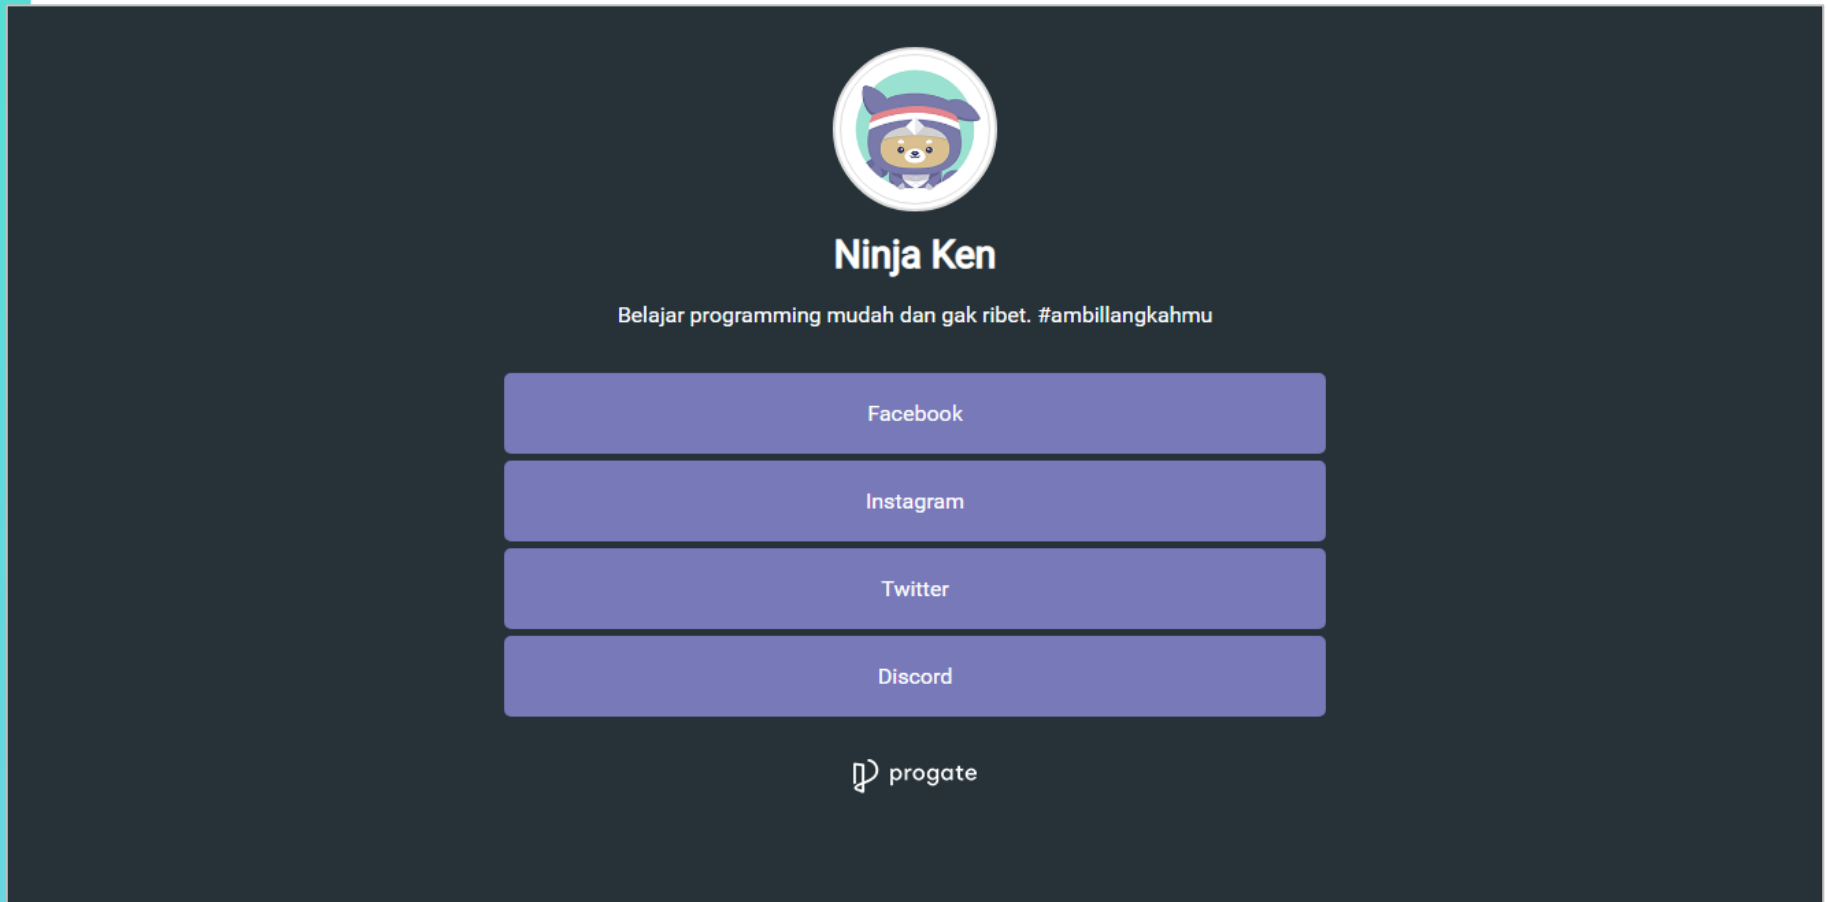 Ninja Ken
Belajar programming mudah dan gak ribet. #ambillangkahmu
Facebook
Instagram
Twitter
Discord
progate